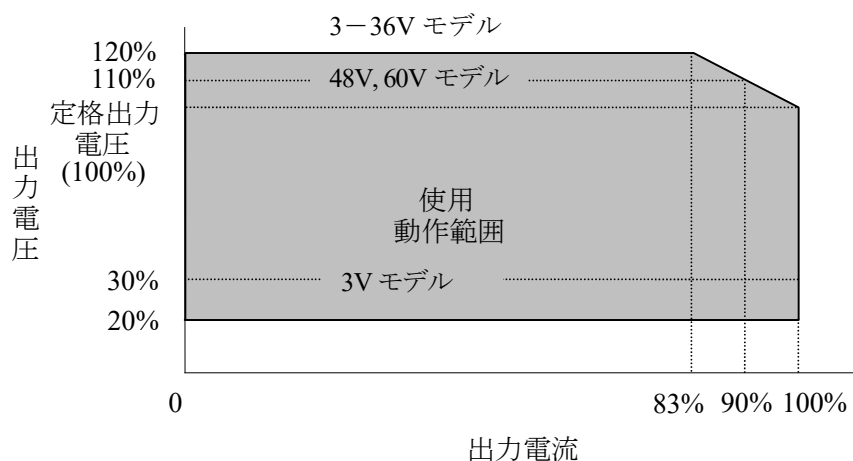 3－36V モデル
120%
110%
48V, 60V モデル
定格出力
電圧
(100%)
出力電圧
使用
動作範囲
30%
3V モデル
20%
0
83%
90%
100%
出力電流